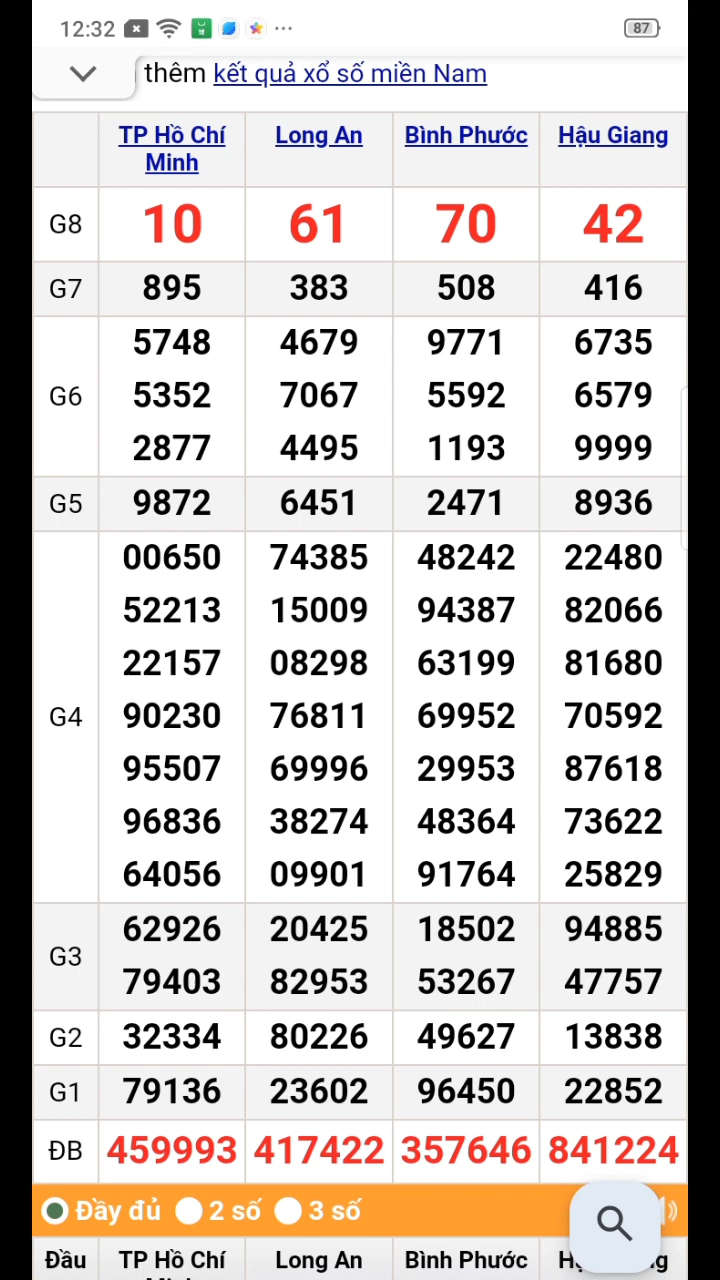 12:32 87
thêm kết quả xổ số miền Nam
TP Hồ Chí Minh Long An Bình Phước Hậu Giang
G8 10 61 70 42
G7 895 383 508 416
5748 4679 9771 6735
G6 5352 7067 5592 6579
2877 4495 1193 9999
G5 9872 6451 2471 8936
00650 74385 48242 22480
52213 15009 94387 82066
22157 08298 63199 81680
G4 90230 76811 69952 70592
95507 69996 29953 87618
96836 38274 48364 73622
64056 09901 91764 25829
62926 20425 18502 94885
G3
79403 82953 53267 47757
G2 32334 80226 49627 13838
G1 79136 23602 96450 22852
ĐB 459993 417422 357646 841224
Đầy đủ 2 số 3 số
Đầu TP Hồ Chí Long An Bình Phước